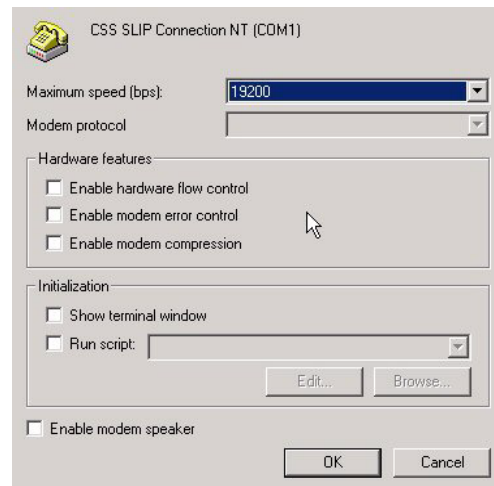 CSS SLIP Connection NT (COM1)
Maximum speed (bps): 19200
Modem protocol
Hardware features
Enable hardware flow control
Enable modem error control
Enable modem compression
Initialization
Show terminal window
Run script:
Edit... Browse...
Enable modem speaker
OK Cancel